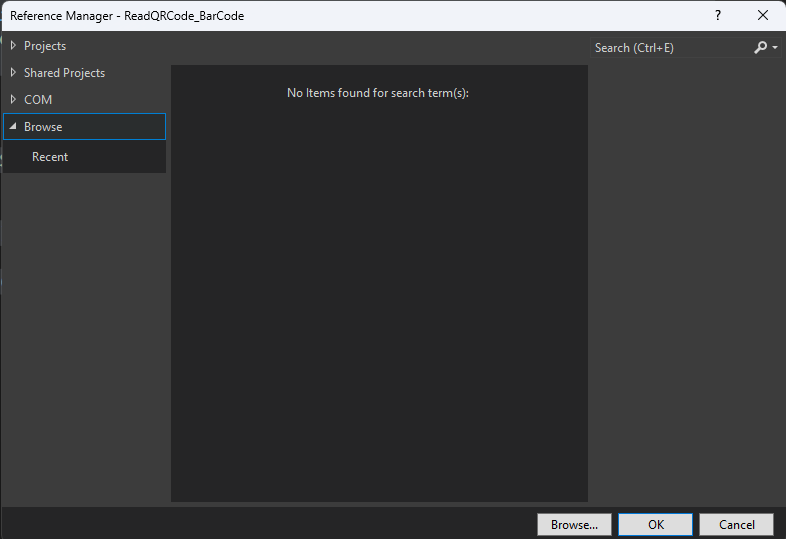 Reference Manager - ReadQRCode_BarCode
?
Projects
Search (Ctrl+E)
Shared Projects
No Items found for search term(s):
COM
Browse
Recent
Browse...
OK
Cancel